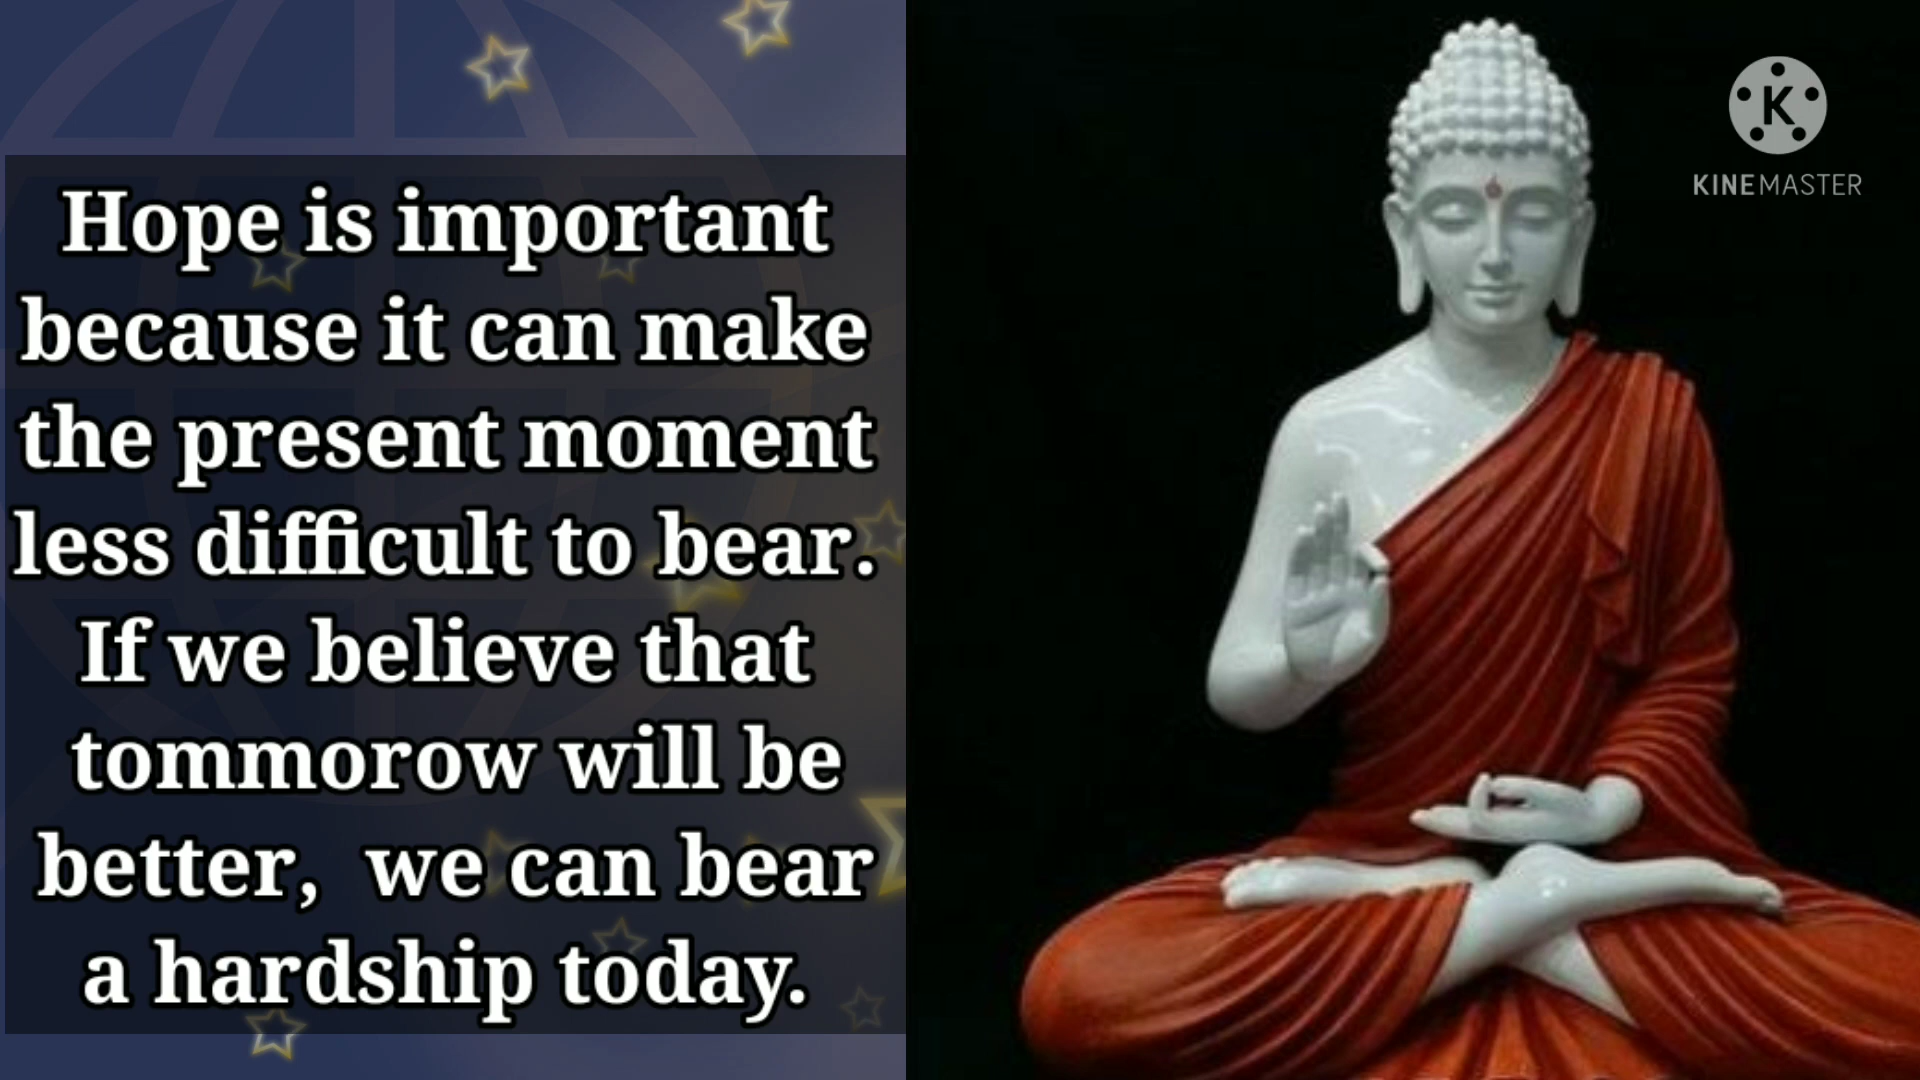 Hope is important
because it can make
the present moment
less difficult to bear.
If we believe that
tommorow will be
better, we can bear
a hardship today.
K
KINEMASTER